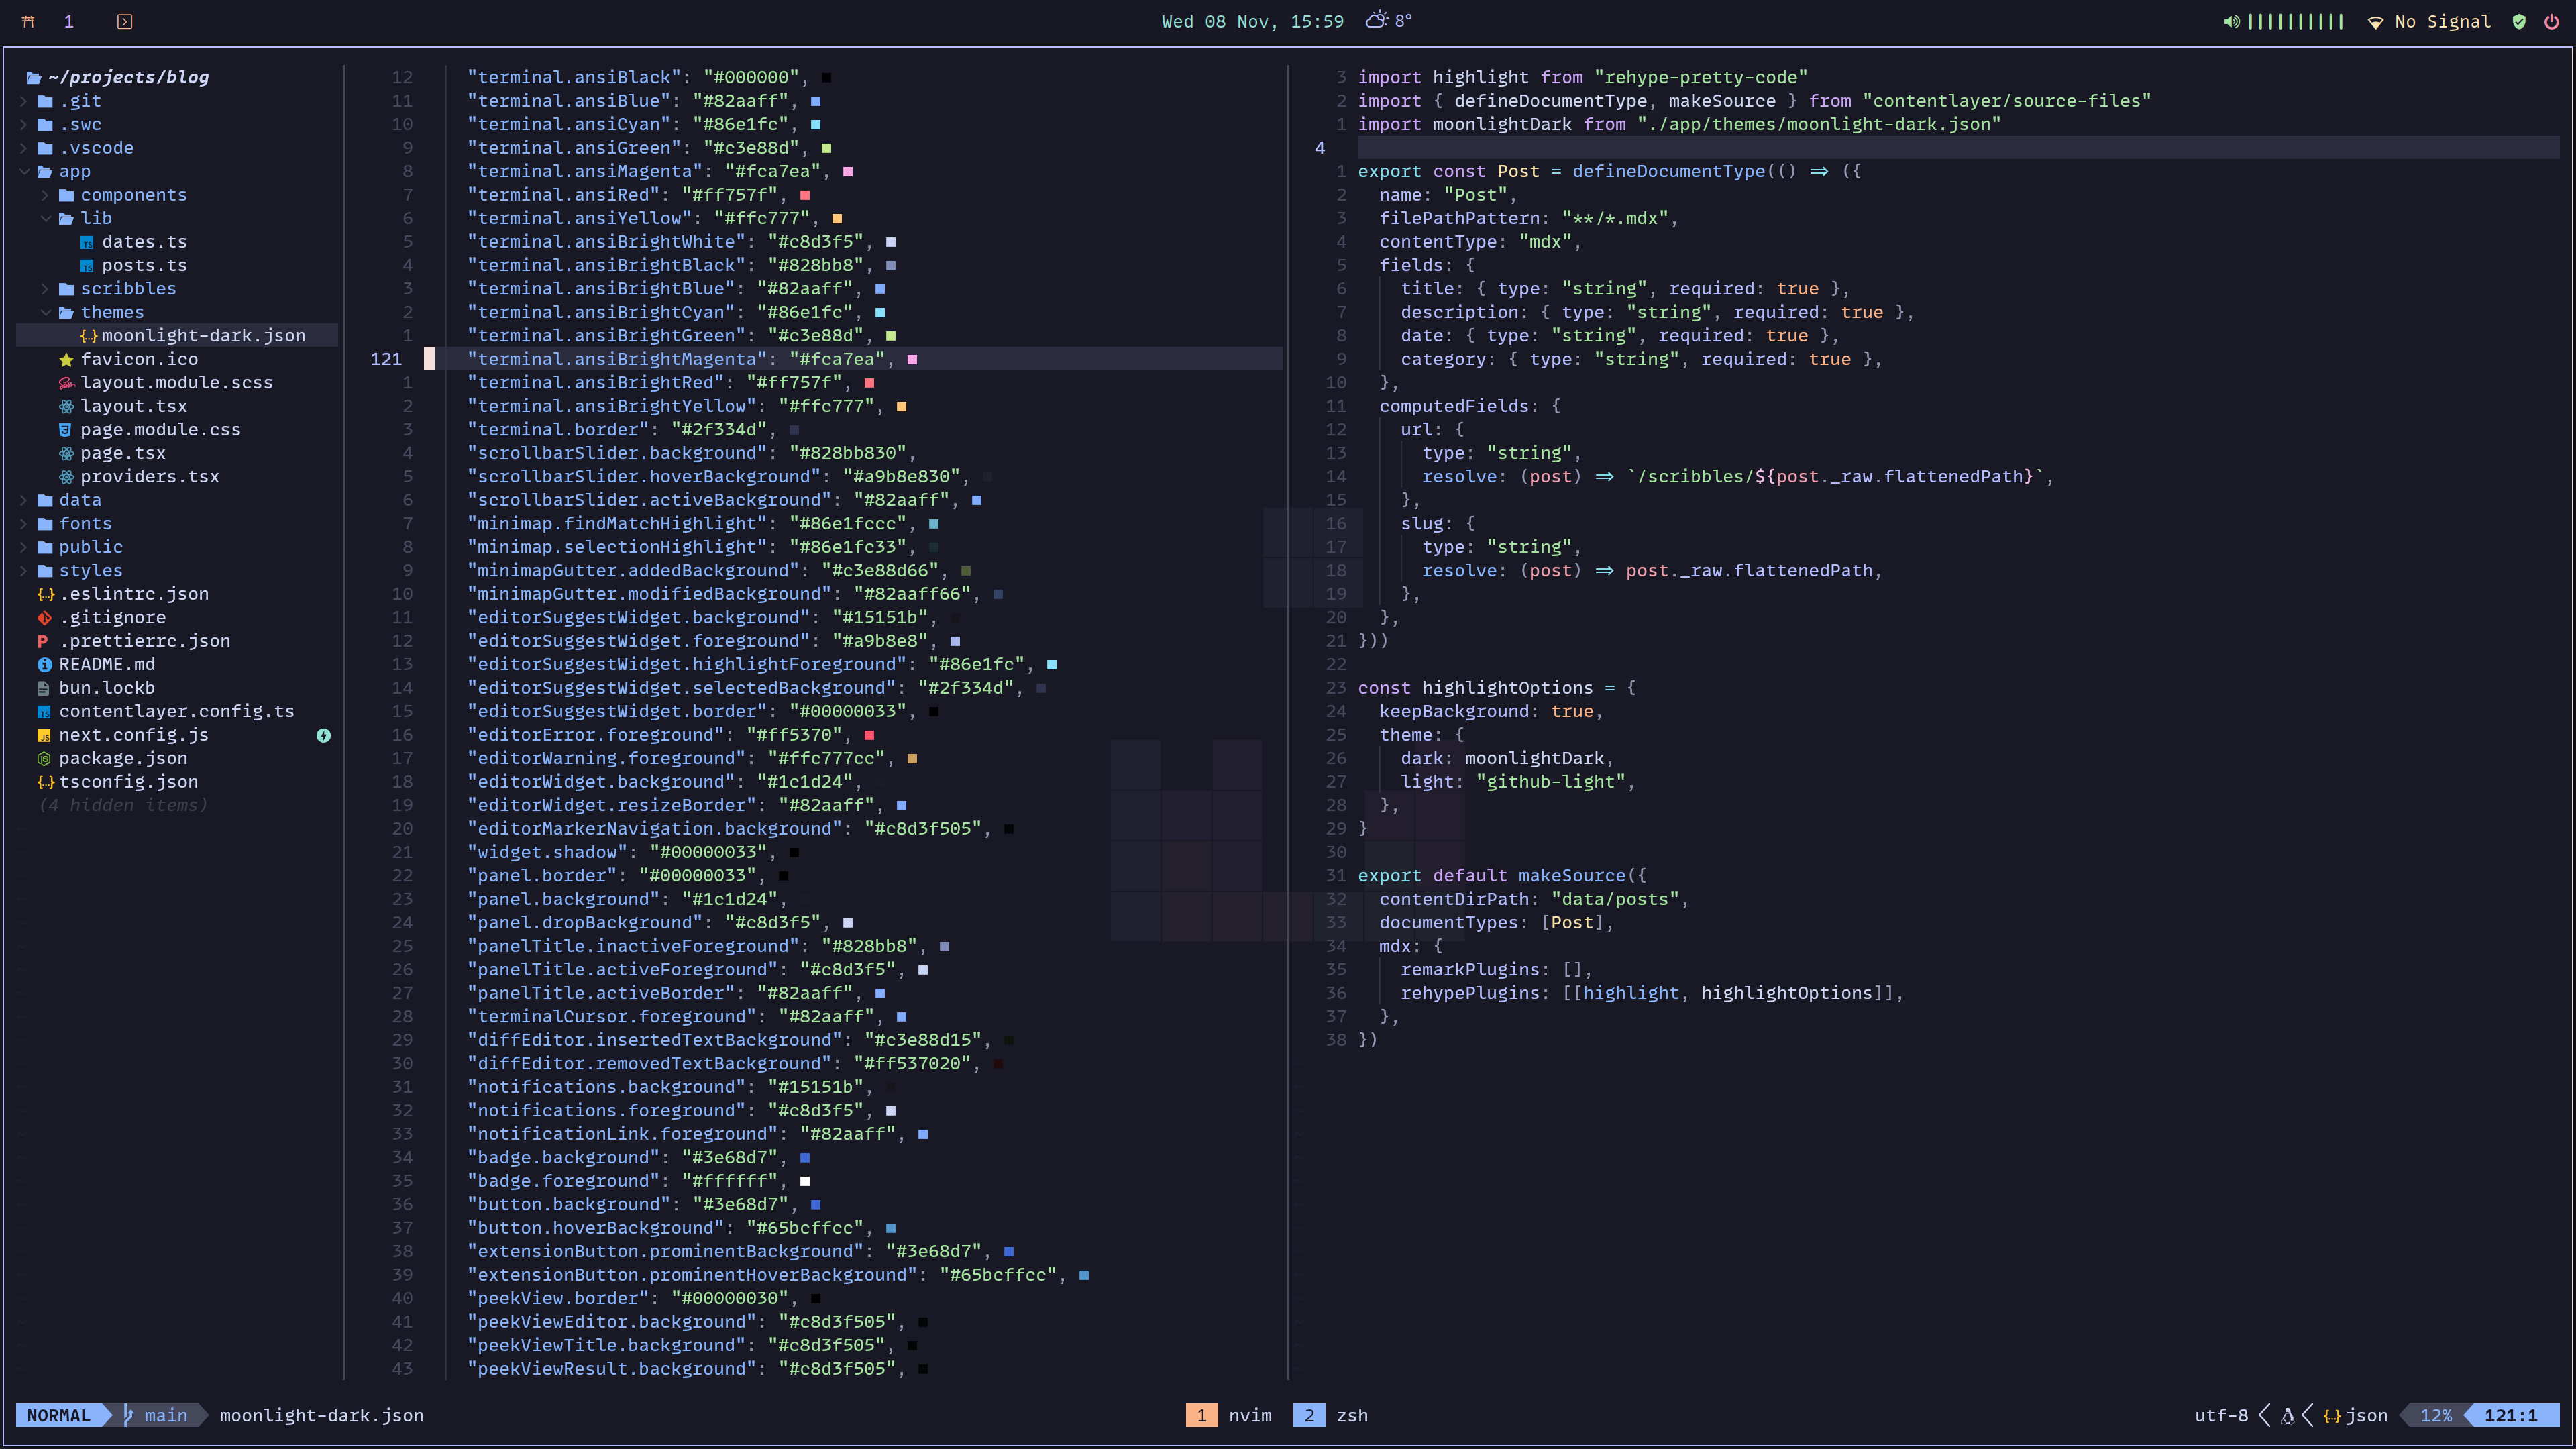 1
Wed 08 Nov, 15:59 8°
No Signal
~/projects/blog
.git
.swc
.vscode
app
components
lib
dates.ts
posts.ts
scribbles
themes
moonlight-dark.json
favicon.ico
layout.module.scss
layout.tsx
page.module.css
page.tsx
providers.tsx
data
fonts
public
styles
.eslintrc.json
.gitignore
.prettierrc.json
README.md
bun.lockb
contentlayer.config.ts
next.config.js
package.json
tsconfig.json
(4 hidden items)
12 "terminal.ansiBlack": "#000000",
11 "terminal.ansiBlue": "#82aaff",
10 "terminal.ansiCyan": "#86e1fc",
9 "terminal.ansiGreen": "#c3e88d",
8 "terminal.ansiMagenta": "#fca7ea",
7 "terminal.ansiRed": "#ff757f",
6 "terminal.ansiYellow": "#ffc777",
5 "terminal.ansiBrightWhite": "#c8d3f5",
4 "terminal.ansiBrightBlack": "#828bb8",
3 "terminal.ansiBrightBlue": "#82aaff",
2 "terminal.ansiBrightCyan": "#86e1fc",
1 "terminal.ansiBrightGreen": "#c3e88d",
121 "terminal.ansiBrightMagenta": "#fca7ea",
1 "terminal.ansiBrightRed": "#ff757f",
2 "terminal.ansiBrightYellow": "#ffc777",
3 "terminal.border": "#2f334d",
4 "scrollbarSlider.background": "#828bb830",
5 "scrollbarSlider.hoverBackground": "#a9b8e830",
6 "scrollbarSlider.activeBackground": "#82aaff",
7 "minimap.findMatchHighlight": "#86e1fccc",
8 "minimap.selectionHighlight": "#86e1fc33",
9 "minimapGutter.addedBackground": "#c3e88d66",
10 "minimapGutter.modifiedBackground": "#82aaff66",
11 "editorSuggestWidget.background": "#15151b",
12 "editorSuggestWidget.foreground": "#a9b8e8",
13 "editorSuggestWidget.highlightForeground": "#86e1fc",
14 "editorSuggestWidget.selectedBackground": "#2f334d",
15 "editorSuggestWidget.border": "#00000033",
16 "editorError.foreground": "#ff5370",
17 "editorWarning.foreground": "#ffc777cc",
18 "editorWidget.background": "#1c1d24",
19 "editorWidget.resizeBorder": "#82aaff",
20 "editorMarkerNavigation.background": "#c8d3f505",
21 "widget.shadow": "#00000033",
22 "panel.border": "#00000033",
23 "panel.background": "#1c1d24",
24 "panel.dropBackground": "#c8d3f5",
25 "panelTitle.inactiveForeground": "#828bb8",
26 "panelTitle.activeForeground": "#c8d3f5",
27 "panelTitle.activeBorder": "#82aaff",
28 "terminalCursor.foreground": "#82aaff",
29 "diffEditor.insertedTextBackground": "#c3e88d15",
30 "diffEditor.removedTextBackground": "#ff537020",
31 "notifications.background": "#15151b",
32 "notifications.foreground": "#c8d3f5",
33 "notificationLink.foreground": "#82aaff",
34 "badge.background": "#3e68d7",
35 "badge.foreground": "#ffffff",
36 "button.background": "#3e68d7",
37 "button.hoverBackground": "#65bcffcc",
38 "extensionButton.prominentBackground": "#3e68d7",
39 "extensionButton.prominentHoverBackground": "#65bcffcc",
40 "peekView.border": "#00000030",
41 "peekViewEditor.background": "#c8d3f505",
42 "peekViewTitle.background": "#c8d3f505",
43 "peekViewResult.background": "#c8d3f505",
3 import highlight from "rehype-pretty-code"
2 import { defineDocumentType, makeSource } from "contentlayer/source-files"
1 import moonlightDark from "./app/themes/moonlight-dark.json"
4
1 export const Post = defineDocumentType(() => ({
2 name: "Post",
3 filePathPattern: "**/*.mdx",
4 contentType: "mdx",
5 fields: {
6 title: { type: "string", required: true },
7 description: { type: "string", required: true },
8 date: { type: "string", required: true },
9 category: { type: "string", required: true },
10 },
11 computedFields: {
12 url: {
13 type: "string",
14 resolve: (post) => `/scribbles/${post._raw.flattenedPath}`,
15 },
16 slug: {
17 type: "string",
18 resolve: (post) => post._raw.flattenedPath,
19 },
20 },
21 }))
22
23 const highlightOptions = {
24 keepBackground: true,
25 theme: {
26 dark: moonlightDark,
27 light: "github-light",
28 },
29 }
30
31 export default makeSource({
32 contentDirPath: "data/posts",
33 documentTypes: [Post],
34 mdx: {
35 remarkPlugins: [],
36 rehypePlugins: [[highlight, highlightOptions]],
37 },
38 })
NORMAL main moonlight-dark.json
1 nvim 2 zsh
utf-8 {..} json 12% 121:1